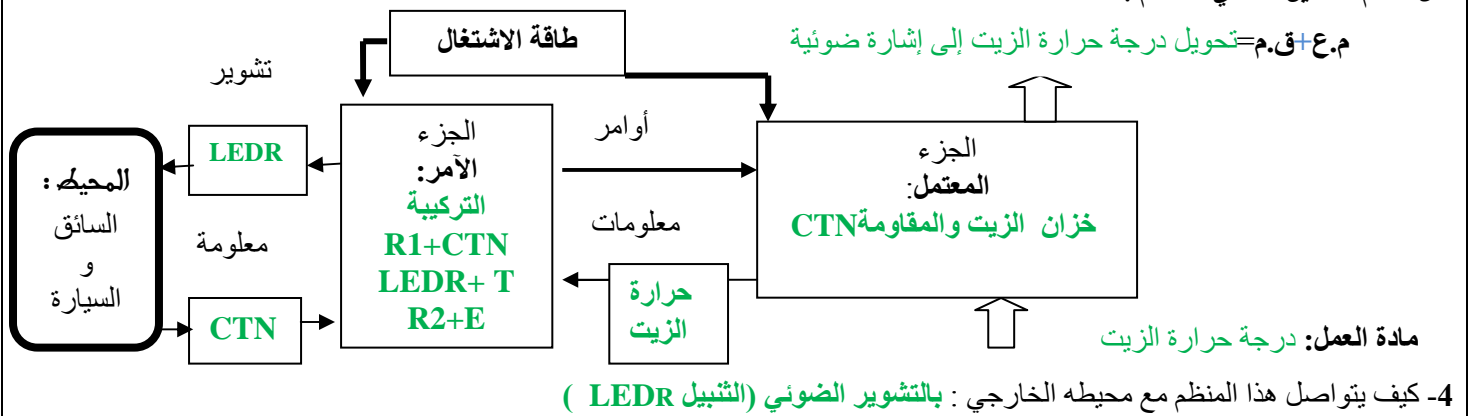 طاقة الاشتغال
م.ع+ق.م=تحويل درجة حرارة الزيت إلى إشارة ضوئية
تشوير
LEDR
الجزء
الآمر:
التركيبة
R1+CTN
LEDR+ T
R2+E
أوامر
الجزء
المعتمل:
خزان الزيت والمقاومةCTN
المحيط:
السائق
و
السيارة
معلومة
CTN
معلومات
حرارة
الزيت
مادة العمل: درجة حرارة الزيت
4- كيف يتواصل هذا المنظم مع محيطه الخارجي : بالتشوير الضوئي (الثنبيل LEDR )